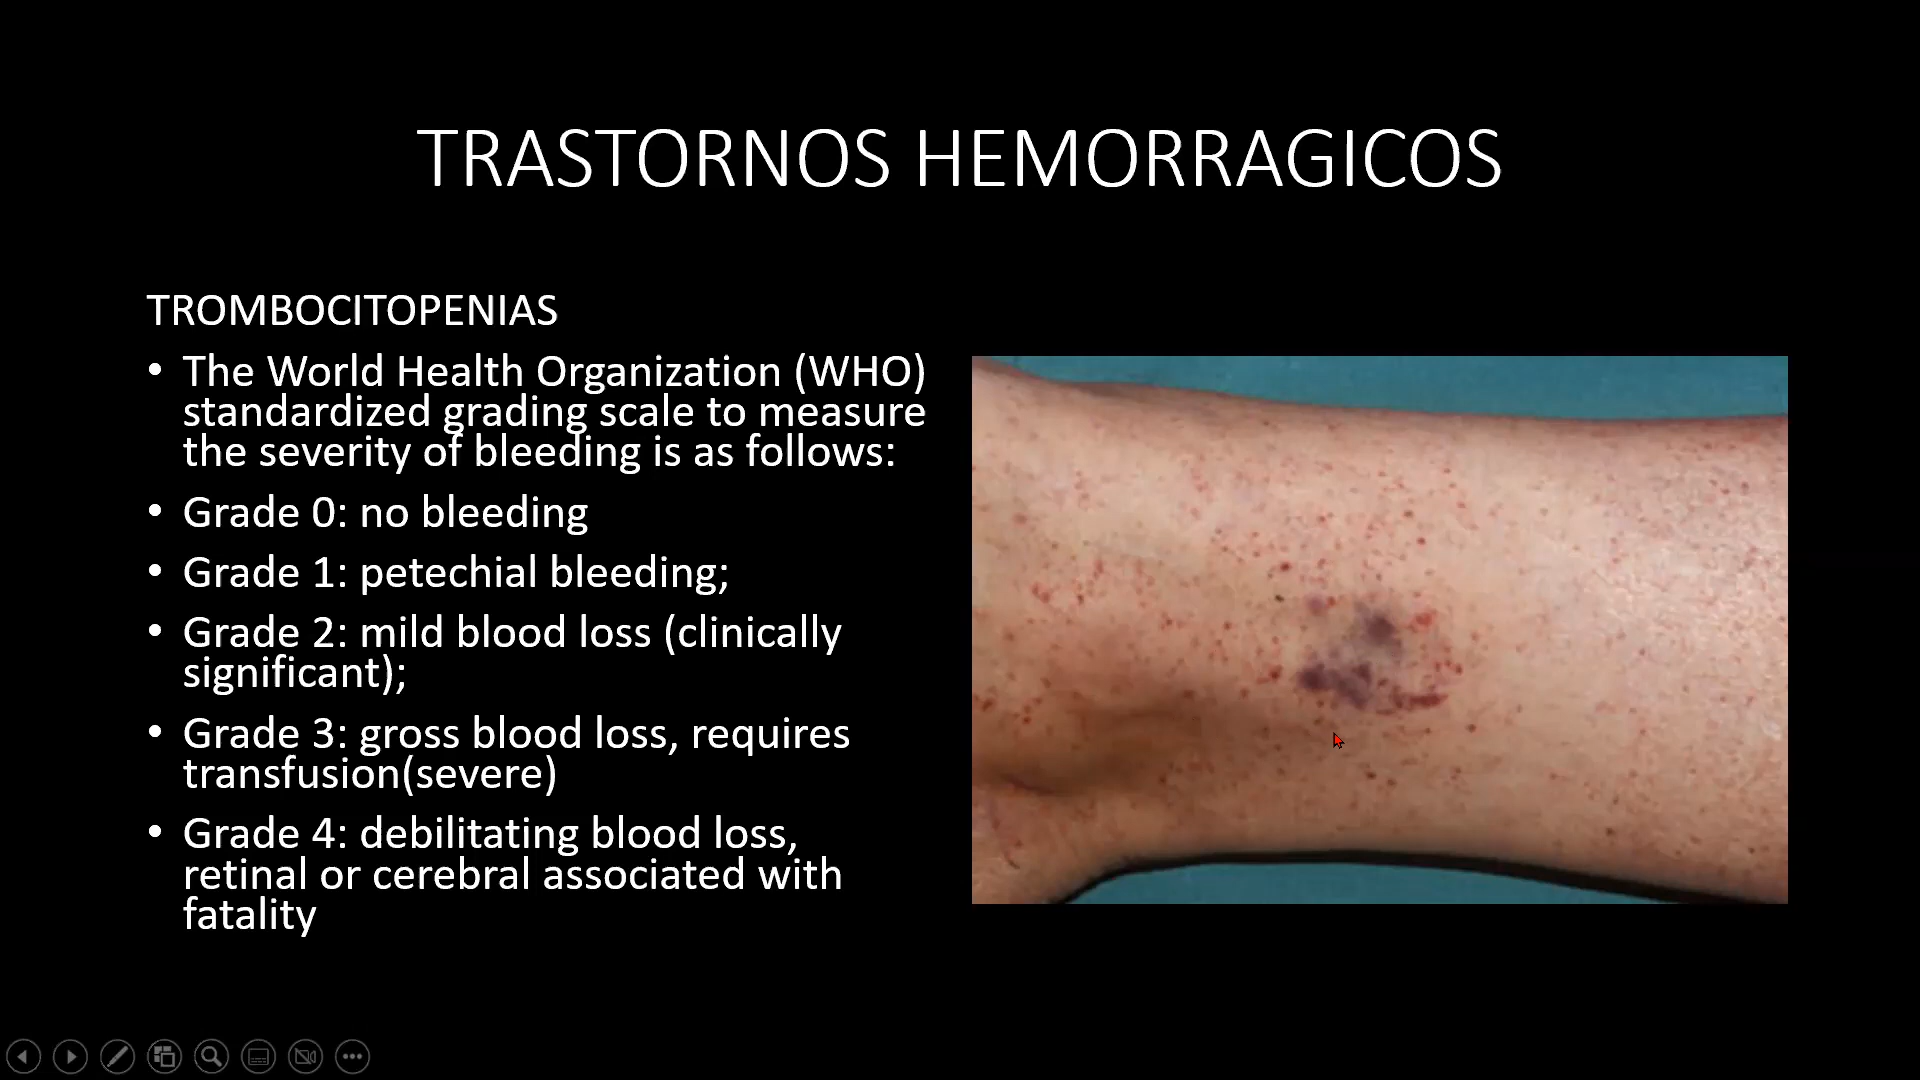 TRASTORNOS HEMORRAGICOS
TROMBOCITOPENIAS
• The World Health Organization (WHO)
standardized grading scale to measure
the severity of bleeding is as follows:
• Grade 0: no bleeding
• Grade 1: petechial bleeding;
• Grade 2: mild blood loss (clinically
significant);
• Grade 3: gross blood loss, requires
transfusion(severe)
• Grade 4: debilitating blood loss,
retinal or cerebral associated with
fatality